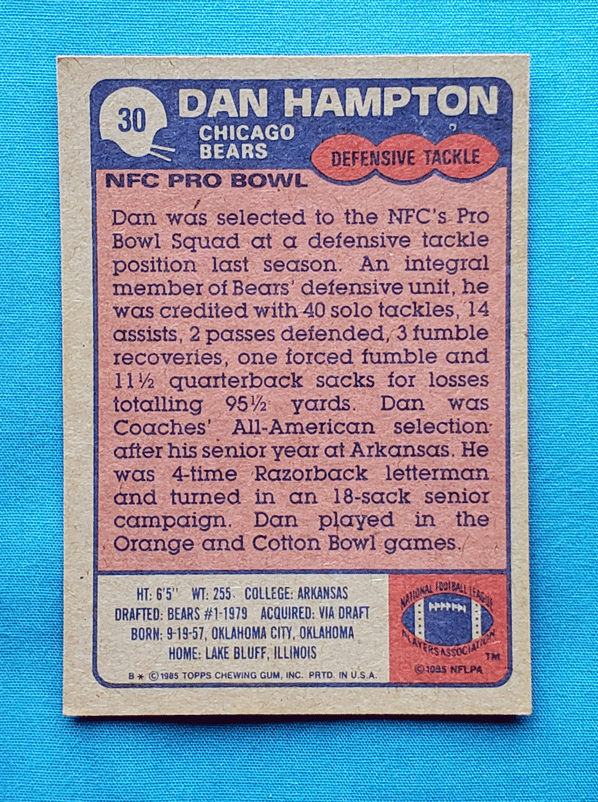 30
DAN HAMPTON
CHICAGO
BEARS
DEFENSIVE TACKLE
NFC PRO BOWL
Dan was selected to the NFC's Pro
Bowl Squad at a defensive tackle
position last season. An integral
member of Bears' defensive unit, he
was credited with 40 solo tackles, 14
assists, 2 passes defended, 3 fumble
recoveries, one forced fumble and
11½ quarterback sacks for losses
totalling 95½ yards. Dan was
Coaches' All-American selection
after his senior year at Arkansas. He
was 4-time Razorback letterman
and turned in an 18-sack senior
campaign. Dan played in the
Orange and Cotton Bowl games.
HT: 6'5" WT: 255 COLLEGE: ARKANSAS
DRAFTED: BEARS #1-1979 ACQUIRED: VIA DRAFT
BORN: 9-19-57, OKLAHOMA CITY, OKLAHOMA
HOME: LAKE BLUFF, ILLINOIS
B * © 1985 TOPPS CHEWING GUM, INC. PRTD. IN U.S.A.
NATIONAL FOOTBALL LEAGUE
PLAYERS ASSOCIATION
TM
© 1985 NFLPA